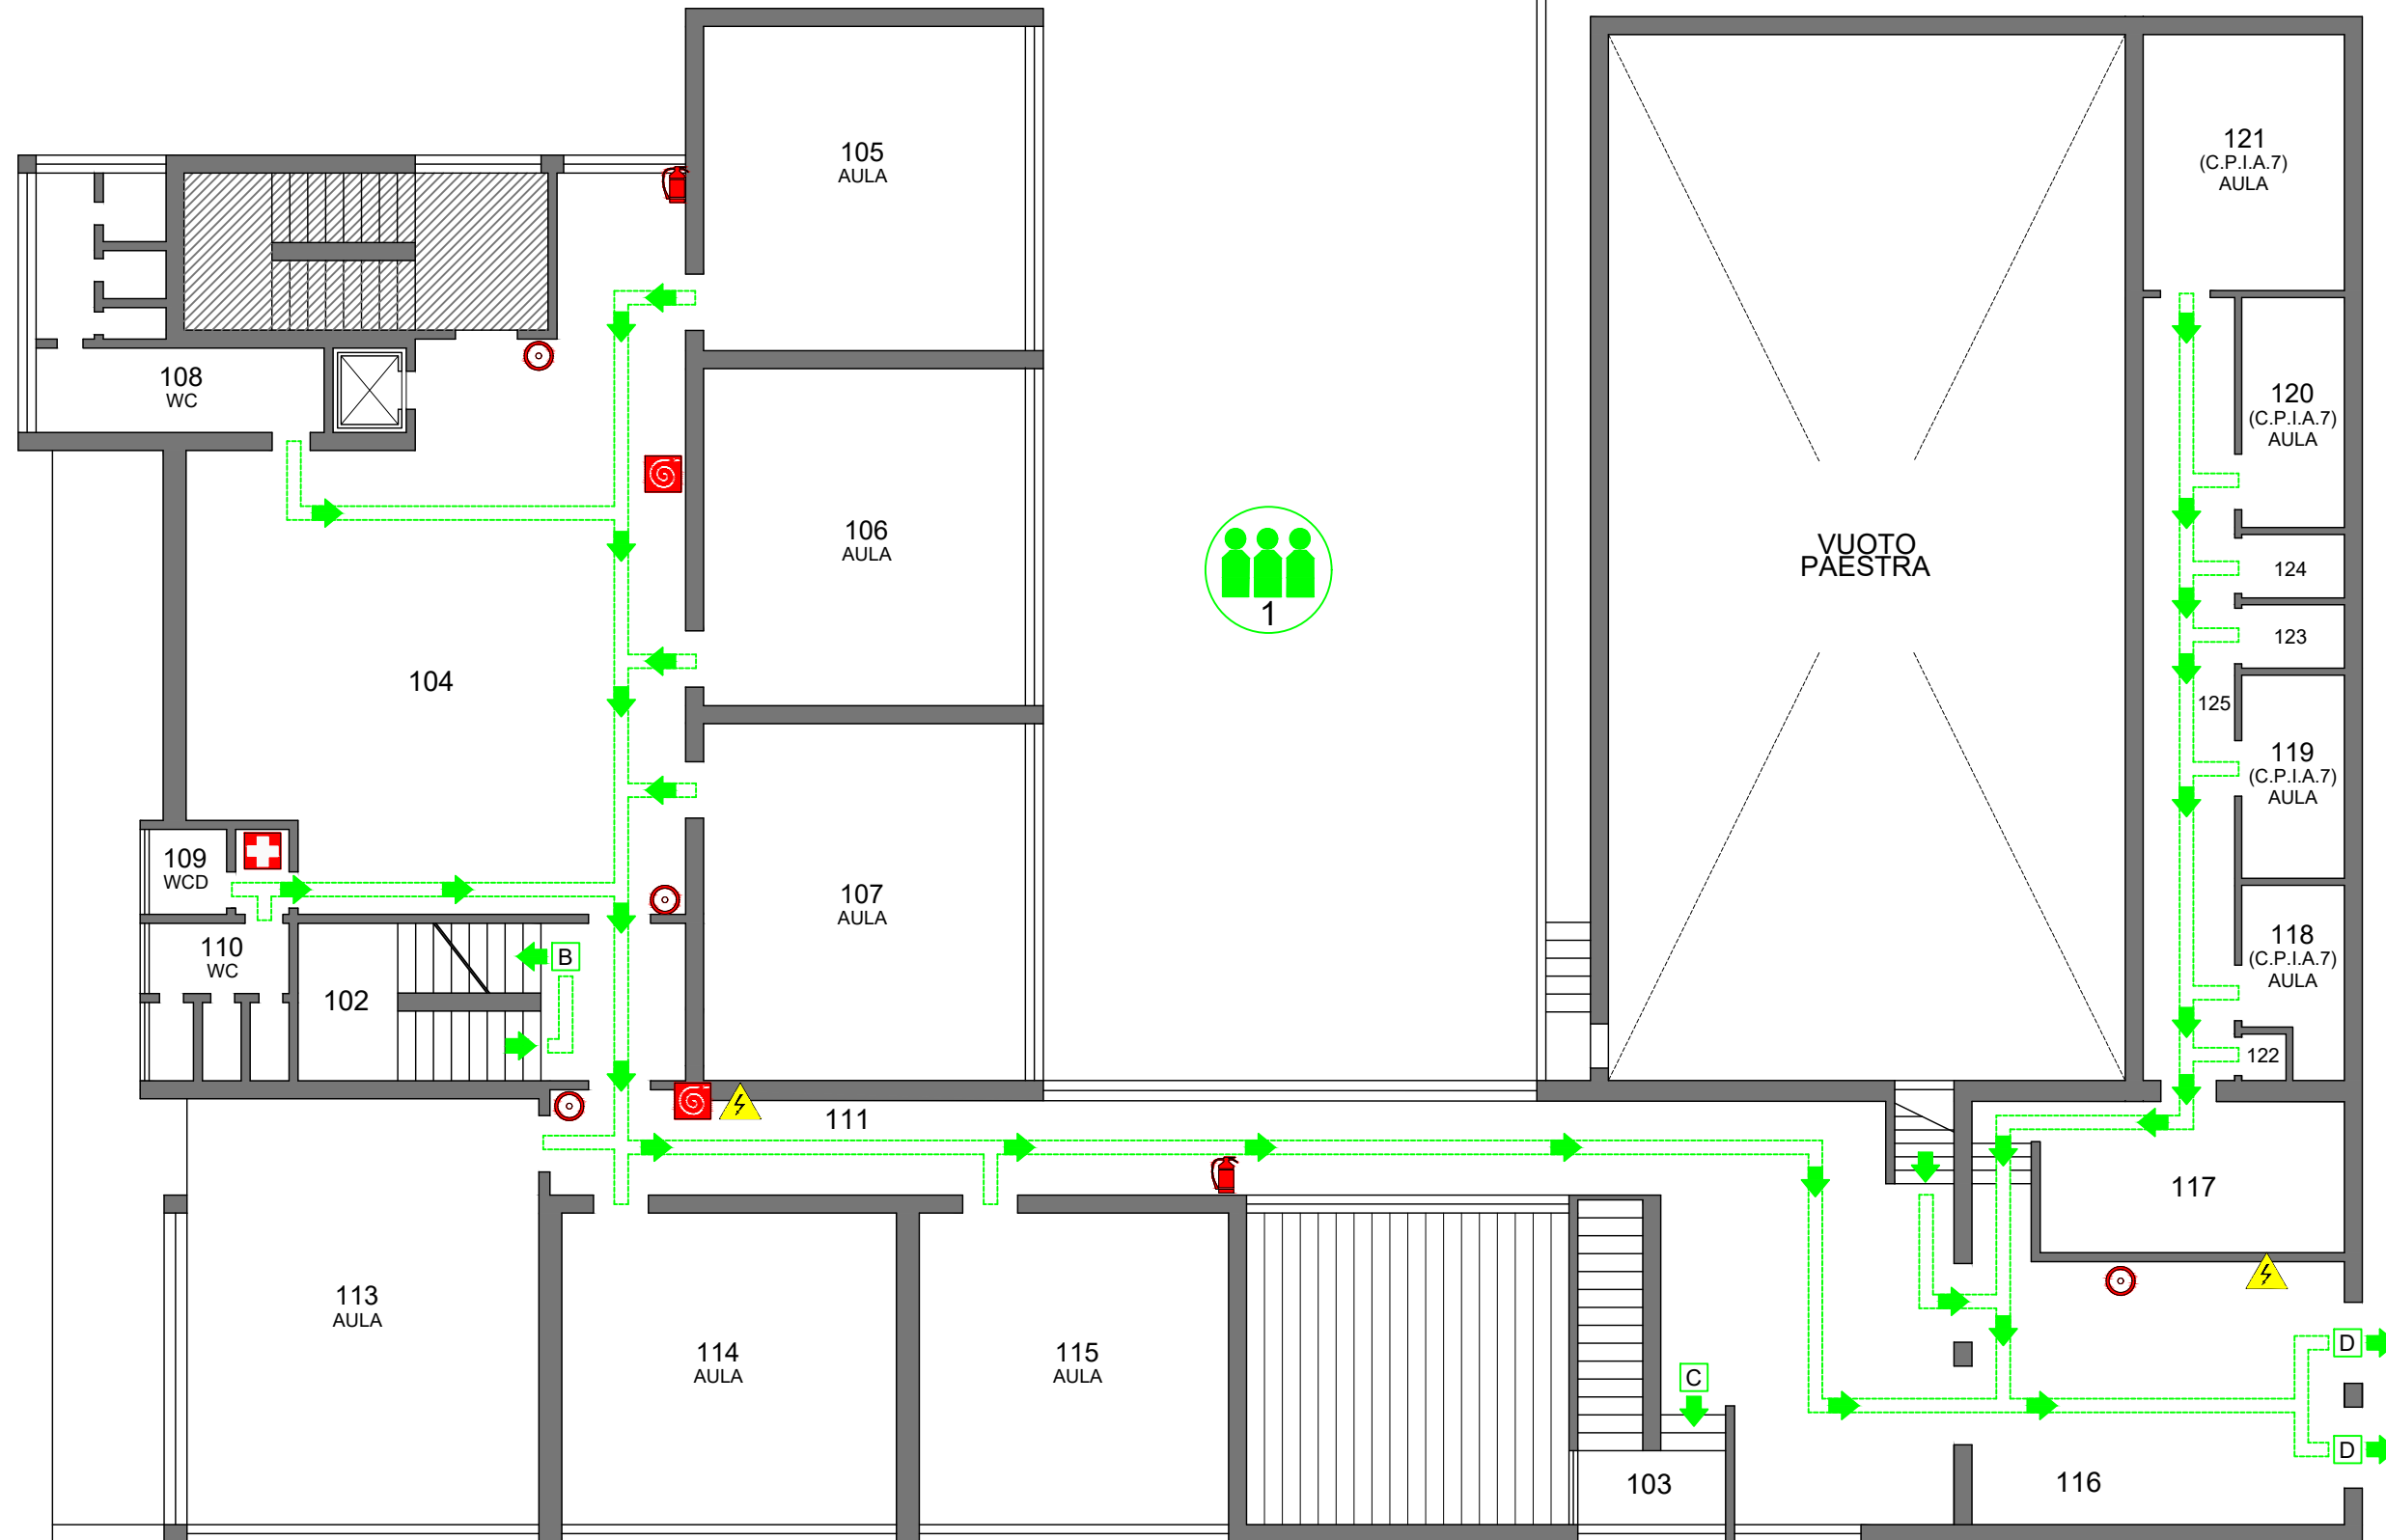 105
AULA
121
(C.P.I.A.7)
AULA
108
WC
120
(C.P.I.A.7)
AULA
106
AULA
VUOTO
PAESTRA
124
1
123
104
125
119
(C.P.I.A.7)
AULA
109
WCD
107
AULA
110
WC
B
118
(C.P.I.A.7)
AULA
102
122
111
117
113
AULA
114
AULA
115
AULA
C
D
D
103
116